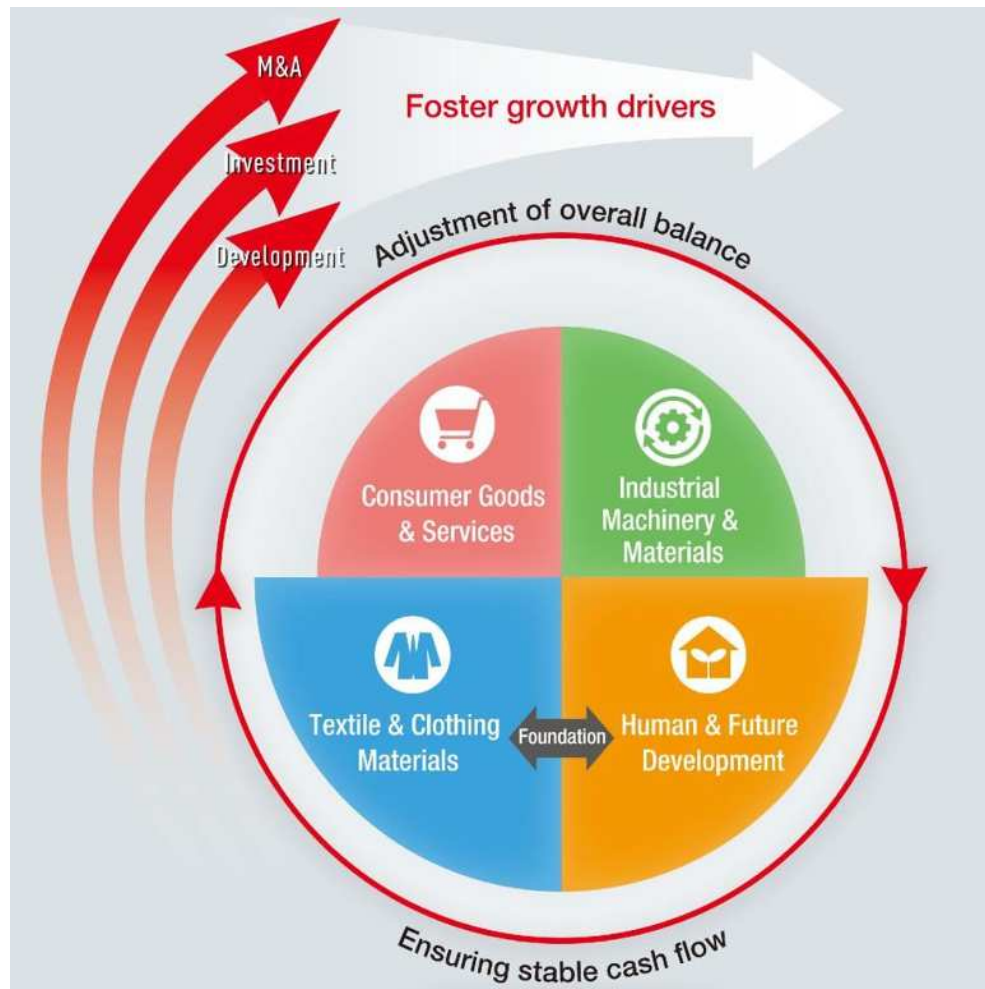 M&A
Foster growth drivers
Investment
Development
Adjustment of overall balance
Consumer Goods
& Services
Industrial
Machinery &
Materials
Textile & Clothing
Materials
Foundation
Human & Future
Development
Ensuring stable cash flow